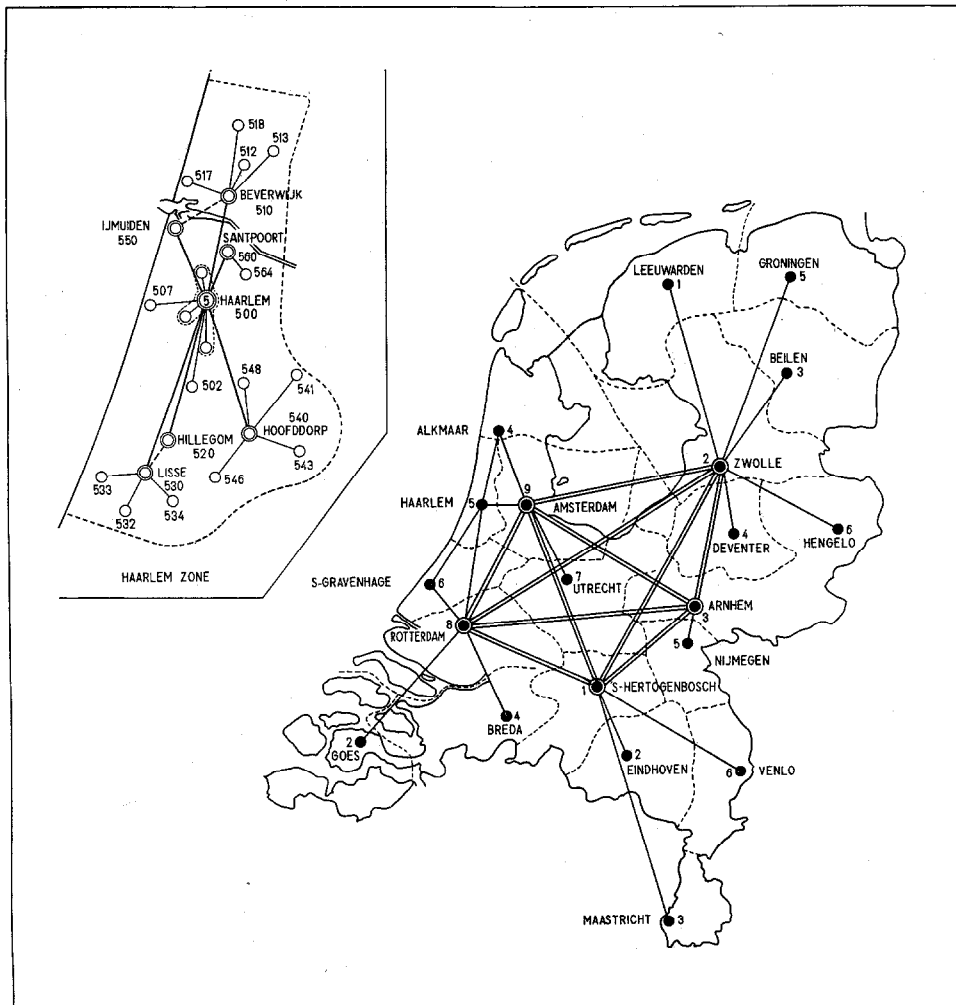 518
513
512
517
BEVERWIJK
510
IJMUIDEN
550
SANTPOORT
560
564
507
5
HAARLEM
500
548
541
502
540
HOOFDDORP
HILLEGOM
520
543
LISSE
530
533
546
534
532
HAARLEM ZONE
LEEUWARDEN
1
GRONINGEN
5
BEILEN
3
ALKMAAR
4
2
ZWOLLE
9
HAARLEM
5
AMSTERDAM
4
DEVENTER
6
HENGELO
S-GRAVENHAGE
6
7
UTRECHT
ARNHEM
3
ROTTERDAM
8
5
NIJMEGEN
1
S-HERTOGENBOSCH
4
BREDA
2
GOES
2
EINDHOVEN
6
VENLO
MAASTRICHT
3